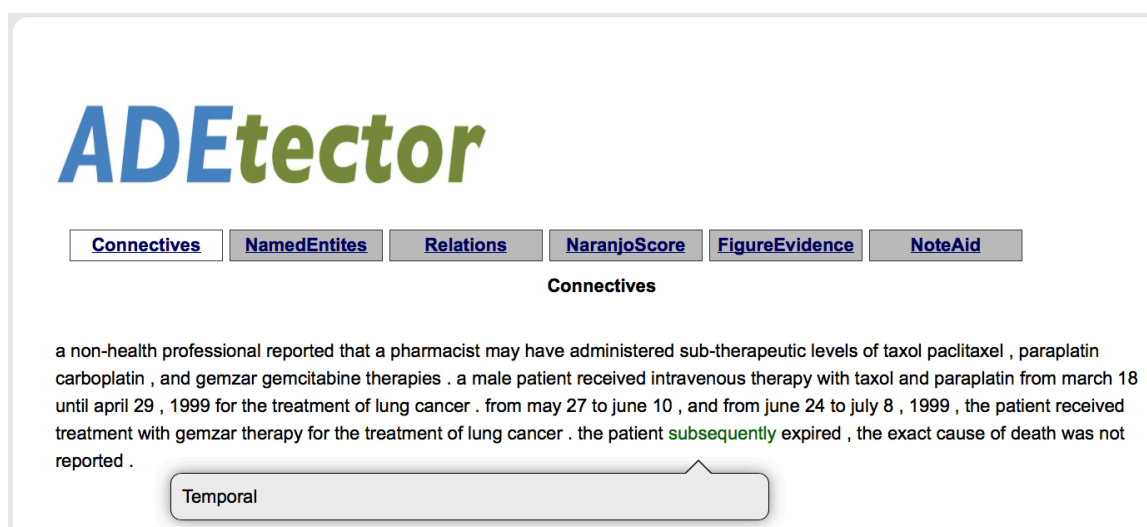 ADEtector
Connectives NamedEntites Relations NaranjoScore FigureEvidence NoteAid
Connectives
a non-health professional reported that a pharmacist may have administered sub-therapeutic levels of taxol paclitaxel , paraplatin
carboplatin , and gemzar gemcitabine therapies . a male patient received intravenous therapy with taxol and paraplatin from march 18
until april 29 , 1999 for the treatment of lung cancer . from may 27 to june 10 , and from june 24 to july 8 , 1999 , the patient received
treatment with gemzar therapy for the treatment of lung cancer . the patient subsequently expired , the exact cause of death was not
reported .
Temporal